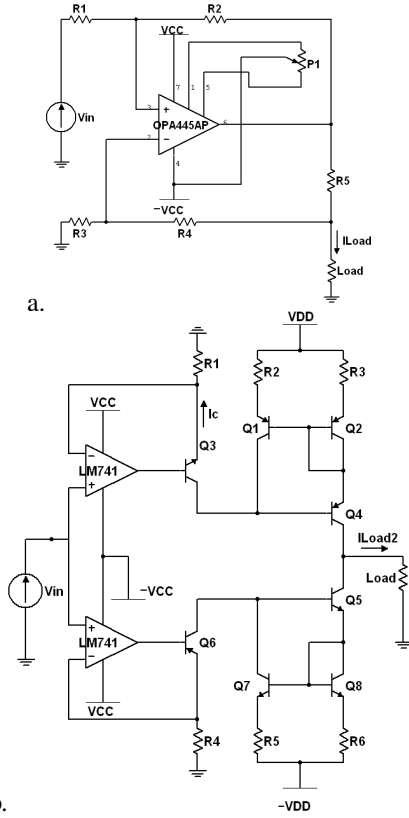 R1
R2
VCC
P1
7
1
5
3
+
Vin
OPA445AP
6
2
−
4
−VCC
R5
R3
R4
ILoad
Load
a.
VDD
R1
R2
R3
VCC
Ic
Q1
Q2
Q3
−
LM741
+
Q4
ILoad2
Vin
−VCC
Load
Q5
+
LM741
−
Q6
Q7
Q8
VCC
R4
R5
R6
−VDD